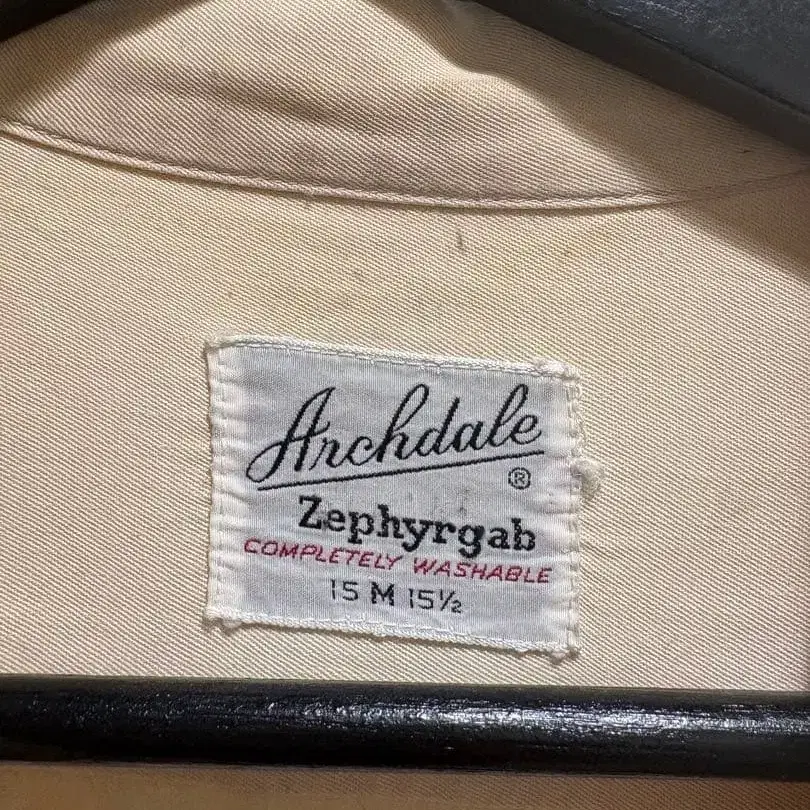 Archdale
®
Zephyrgab
COMPLETELY WASHABLE
15 M 15½